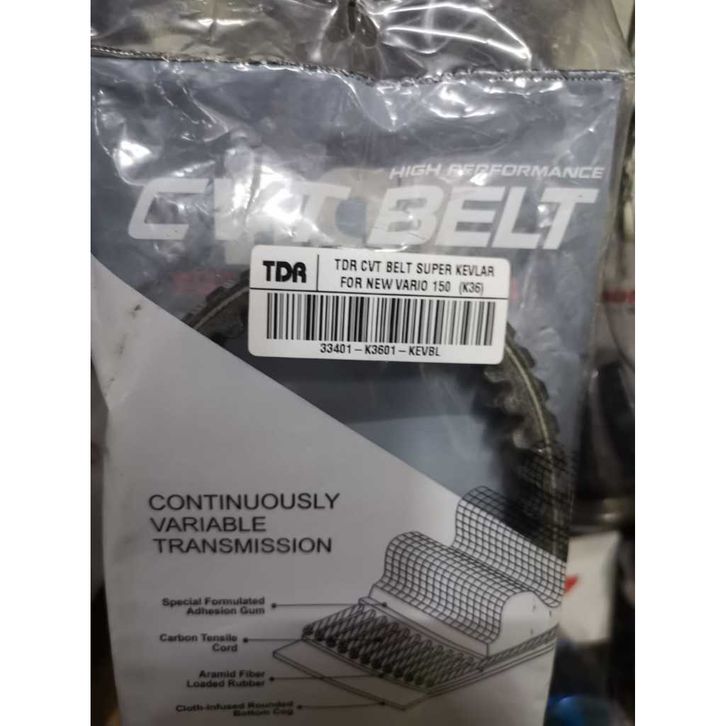 HIGH PERFORMANCE
CVT BELT
TDR
TDR CVT BELT SUPER KEVLAR
FOR NEW VARIO 150 (K36)
33401-K3601-KEVBL
CONTINUOUSLY
VARIABLE
TRANSMISSION
Special Formulated
Adhesion Gum
Carbon Tensile
Cord
Aramid Fiber
Loaded Rubber
Cloth-infused Rounded
Bottom Cog